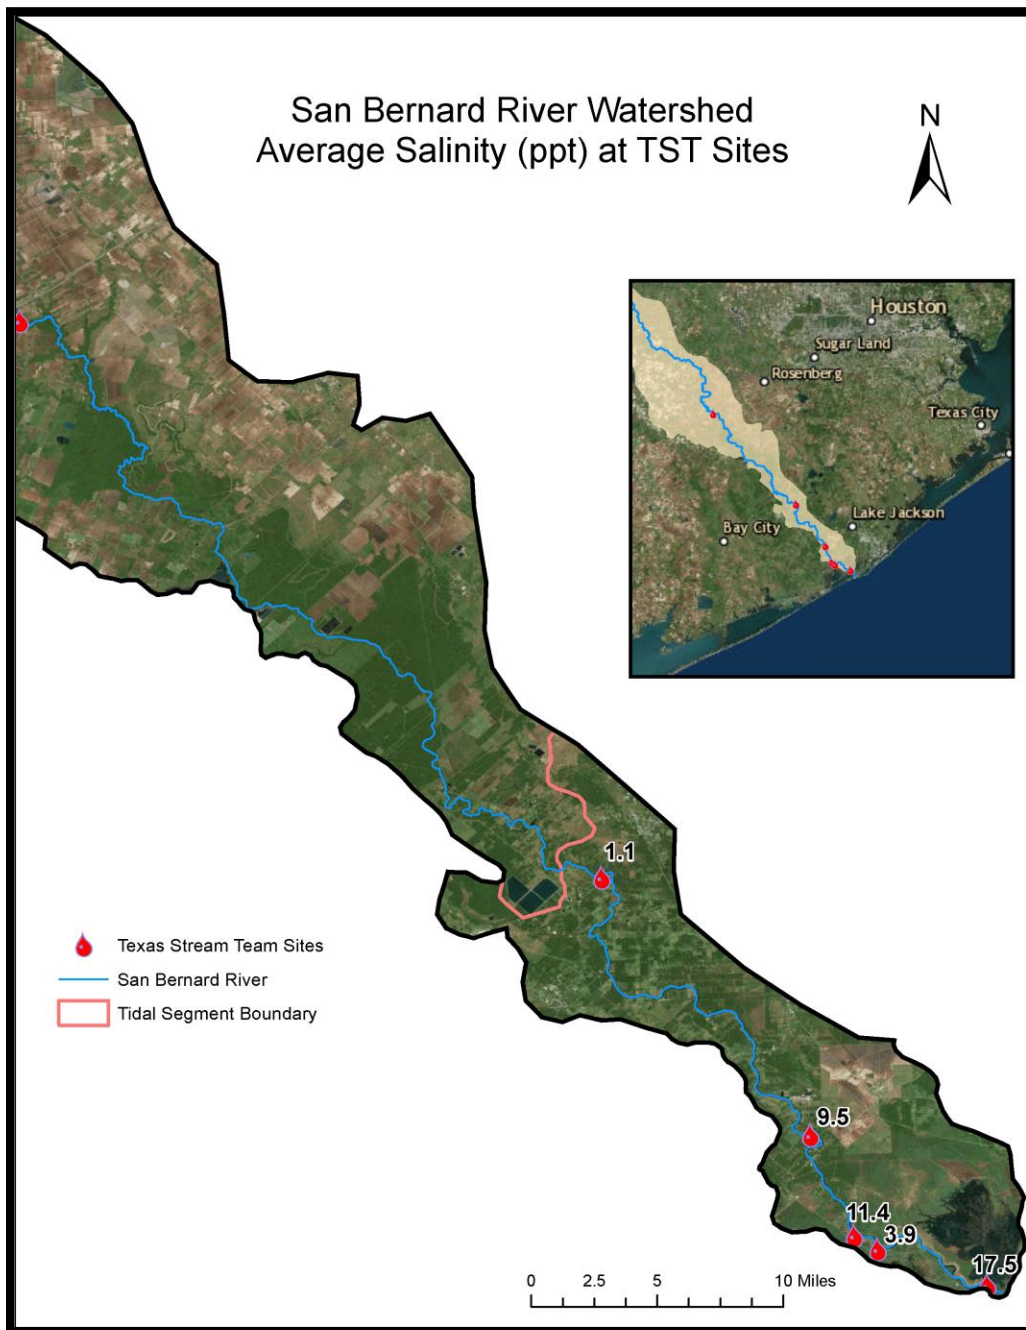 San Bernard River Watershed
Average Salinity (ppt) at TST Sites
N
Houston
Sugar Land
Rosenberg
Texas City
Lake Jackson
Bay City
1.1
Texas Stream Team Sites
San Bernard River
Tidal Segment Boundary
9.5
11.4
3.9
17.5
0 2.5 5 10 Miles